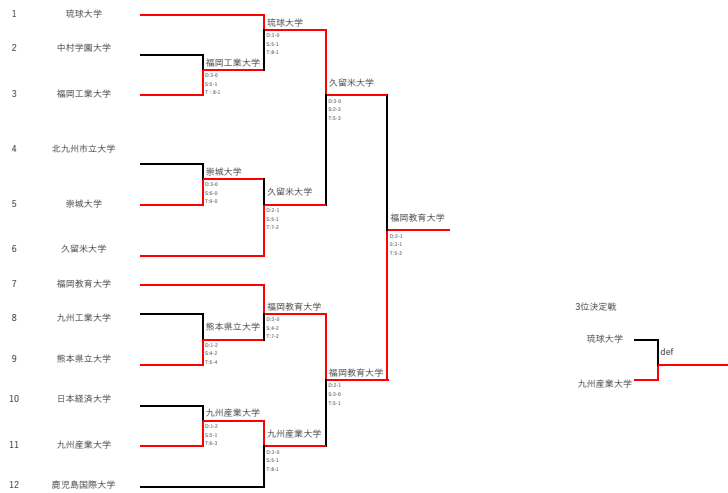 1 琉球大学
2 中村学園大学
3 福岡工業大学
4 北九州市立大学
5 崇城大学
6 久留米大学
7 福岡教育大学
8 九州工業大学
9 熊本県立大学
10 日本経済大学
11 九州産業大学
12 鹿児島国際大学
福岡工業大学
D:3-0
S:5-1
T:8-1
崇城大学
D:3-0
S:6-0
T:9-0
熊本県立大学
D:1-2
S:4-2
T:5-4
九州産業大学
D:1-2
S:5-1
T:6-3
琉球大学
D:3-0
S:5-1
T:8-1
久留米大学
D:2-1
S:5-1
T:7-2
福岡教育大学
D:3-0
S:4-2
T:7-2
九州産業大学
D:3-0
S:5-1
T:8-1
久留米大学
D:3-0
S:2-3
T:5-3
福岡教育大学
D:2-1
S:3-0
T:5-1
福岡教育大学
D:2-1
S:3-1
T:5-2
3位決定戦
琉球大学
def
九州産業大学